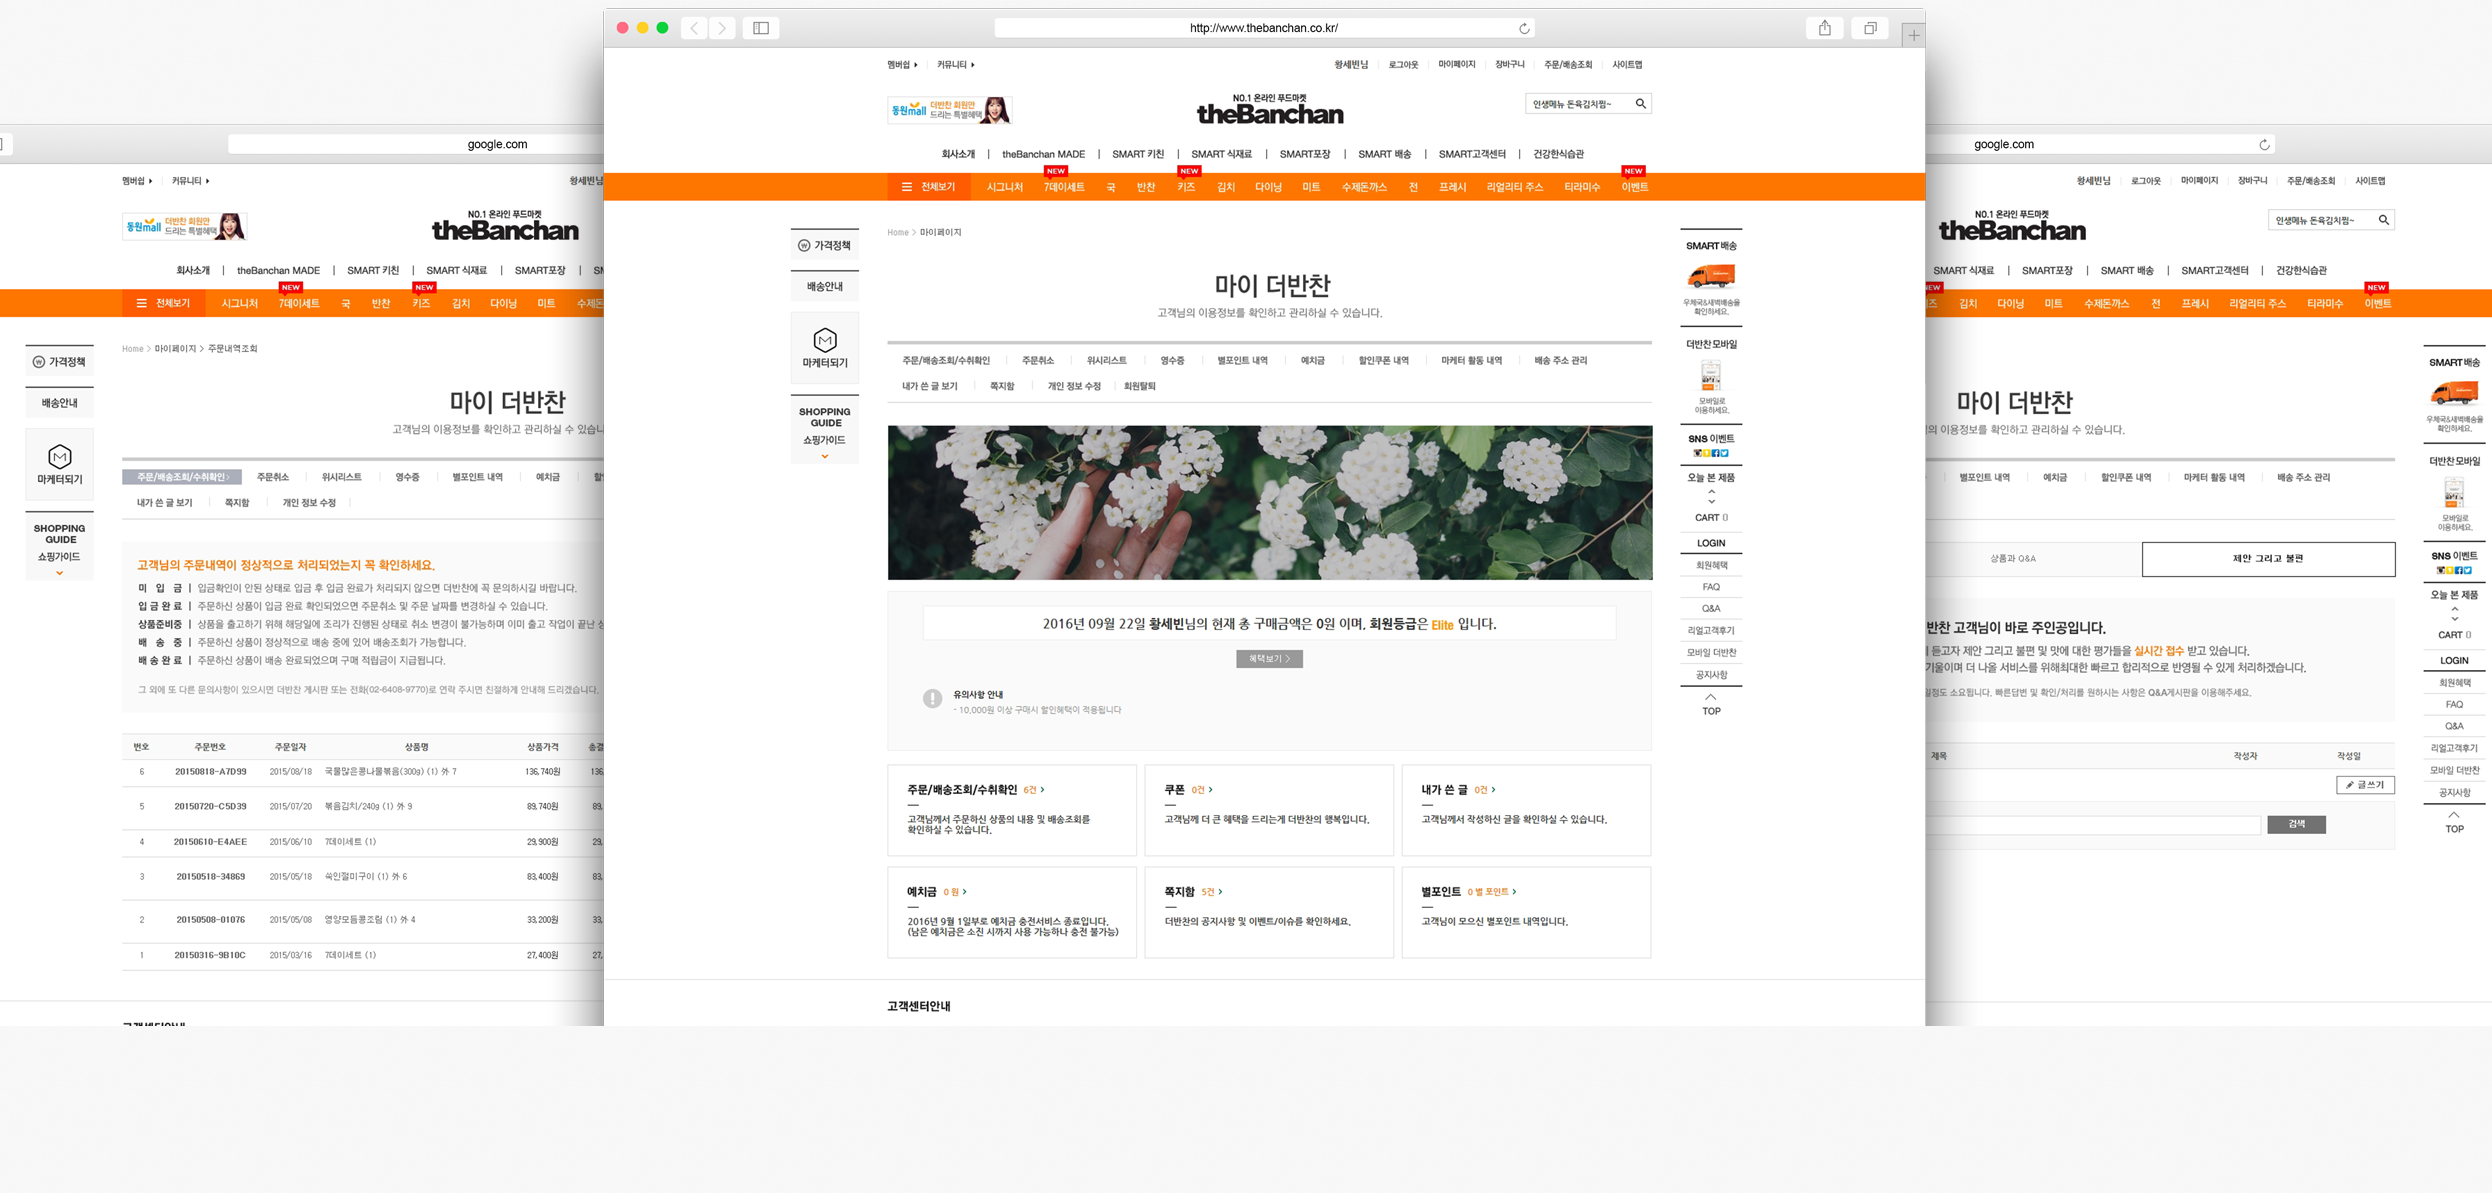 google.com
멤버쉽
커뮤니티
왕세빈님
동원mall 더반찬 회원만
드리는 특별혜택
NO.1 온라인 푸드마켓
theBanchan
회사소개 | theBanchan MADE | SMART 키친 | SMART 식재료 | SMART포장 |
NEW
NEW
전체보기 시그니처 7데이세트 국 반찬 키즈 김치 다이닝 미트
가격정책
배송안내
마케터되기
SHOPPING
GUIDE
쇼핑가이드
Home > 마이페이지 > 주문내역조회
마이 더반찬
고객님의 이용정보를 확인하고 관리하실 수
주문/배송조회/수취확인 주문취소 위시리스트 영수증 별포인트 내역 예치금
내가 쓴 글 보기 쪽지함 개인 정보 수정
고객님의 주문내역이 정상적으로 처리되었는지 꼭 확인하세요.
미 입 금 | 입금확인이 안된 상태로 입금 후 입금 완료가 처리되지 않으면 더반찬에 꼭 문의하시길 바랍니다.
입금완료 | 주문하신 상품이 입금 완료 확인되었으면 주문취소 및 주문 날짜를 변경하실 수 있습니다.
상품준비중 | 상품을 출고하기 위해 해당일에 조리가 진행된 상태로 취소 변경이 불가능하며 이미 출고 작업이 끝난
배 송 중 | 주문하신 상품이 정상적으로 배송 중에 있어 배송조회가 가능합니다.
배송완료 | 주문하신 상품이 배송 완료되었으며 구매 적립금이 지급됩니다.
그 외에 또 다른 문의사항이 있으시면 더반찬 게시판 또는 전화(02-6408-9770)로 연락 주시면 친절하게 안내해 드리겠습니다.
번호 주문번호 주문일자 상품명 상품가격
6 20150818-A7D99 2015/08/18 국물많은콩나물볶음(300g) (1) 外 7 136,740원
5 20150720-C5D39 2015/07/20 볶음김치/240g (1) 外 9 89,740원
4 20150610-E4AEE 2015/06/10 7데이세트 (1) 29,900원
3 20150518-34869 2015/05/18 쑥인절미구이 (1) 外 6 83,400원
2 20150508-01076 2015/05/08 영양모듬콩조림 (1) 外 4 33,200원
1 20150316-9B10C 2015/03/16 7데이세트 (1) 27,400원
http://www.thebanchan.co.kr/
멤버쉽
커뮤니티
왕세빈님 로그아웃 마이페이지 장바구니 주문/배송조회 사이트맵
동원mall 더반찬 회원만
드리는 특별혜택
NO.1 온라인 푸드마켓
theBanchan
인생메뉴 돈육김치찜~
회사소개 | theBanchan MADE | SMART 키친 | SMART 식재료 | SMART포장 | SMART 배송 | SMART고객센터 | 건강한식습관
NEW
NEW
NEW
전체보기 시그니처 7데이세트 국 반찬 키즈 김치 다이닝 미트 수제돈까스 전 프레시 리얼리티 주스 티라미수 이벤트
가격정책
배송안내
마케터되기
SHOPPING
GUIDE
쇼핑가이드
Home > 마이페이지
마이 더반찬
고객님의 이용정보를 확인하고 관리하실 수 있습니다.
주문/배송조회/수취확인 주문취소 위시리스트 영수증 별포인트 내역 예치금 할인쿠폰 내역 마케터 활동 내역 배송 주소 관리
내가 쓴 글 보기 쪽지함 개인 정보 수정 회원탈퇴
2016년 09월 22일 황세빈님의 현재 총 구매금액은 0원 이며, 회원등급은 Elite 입니다.
혜택보기 >
유의사항 안내
- 10,000원 이상 구매시 할인혜택이 적용됩니다
주문/배송조회/수취확인 6건 >
고객님께서 주문하신 상품의 내용 및 배송조회를
확인하실 수 있습니다.
쿠폰 0건 >
고객님께 더 큰 혜택을 드리는게 더반찬의 행복입니다.
내가 쓴 글 0건 >
고객님께서 작성하신 글을 확인하실 수 있습니다.
예치금 0 원 >
2016년 9월 1일부로 예치금 충전서비스 종료입니다.
(남은 예치금은 소진 시까지 사용 가능하나 충전 불가능)
쪽지함 5건 >
더반찬의 공지사항 및 이벤트/이슈를 확인하세요.
별포인트 0 별 포인트 >
고객님이 모으신 별포인트 내역입니다.
고객센터안내
SMART 배송
우체국&새벽배송을
확인하세요.
더반찬모바일
모바일로
이용하세요.
SNS 이벤트
오늘 본 제품
CART 0
LOGIN
회원혜택
FAQ
Q&A
리얼고객후기
모바일 더반찬
공지사항
TOP
google.com
왕세빈님 로그아웃 마이페이지 장바구니 주문/배송조회 사이트맵
NO.1 온라인 푸드마켓
theBanchan
인생메뉴 돈육김치찜~
SMART 식재료 | SMART포장 | SMART 배송 | SMART고객센터 | 건강한식습관
NEW
김치 다이닝 미트 수제돈까스 전 프레시 리얼리티 주스 티라미수 이벤트
마이 더반찬
이용정보를 확인하고 관리하실 수 있습니다.
별포인트 내역 예치금 할인쿠폰 내역 마케터 활동 내역 배송 주소 관리
상품과 Q&A
제안 그리고 불편
고객님이 바로 주인공입니다.
듣고자 제안 그리고 불편 및 맛에 대한 평가들을 실시간 접수 받고 있습니다.
더 나올 서비스를 위해최대한 빠르고 합리적으로 반영될 수 있게 처리하겠습니다.
소요됩니다. 빠른답변 및 확인/처리를 원하시는 사항은 Q&A게시판을 이용해주세요.
제목 작성자 작성일
글쓰기
검색
SMART 배송
우체국&새벽배송을
확인하세요.
더반찬모바일
모바일로
이용하세요.
SNS 이벤트
오늘 본 제품
CART 0
LOGIN
회원혜택
FAQ
Q&A
리얼고객후기
모바일 더반찬
공지사항
TOP